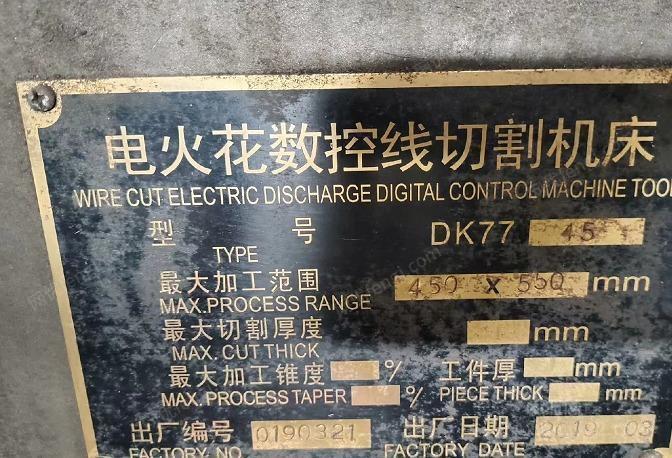 电火花数控线切割机床
WIRE CUT ELECTRIC DISCHARGE DIGITAL CONTROL MACHINE TOOL
型 号 DK77 45
TYPE
最大加工范围 450 X 550 mm
MAX.PROCESS RANGE
最大切割厚度 mm
MAX. CUT THICK
最大加工锥度 % 工件厚 mm
MAX. PROCESS TAPER % PIECE THICK mm
出厂编号 0190321 出厂日期 2019 03
FACTORY NO. FACTORY DATE